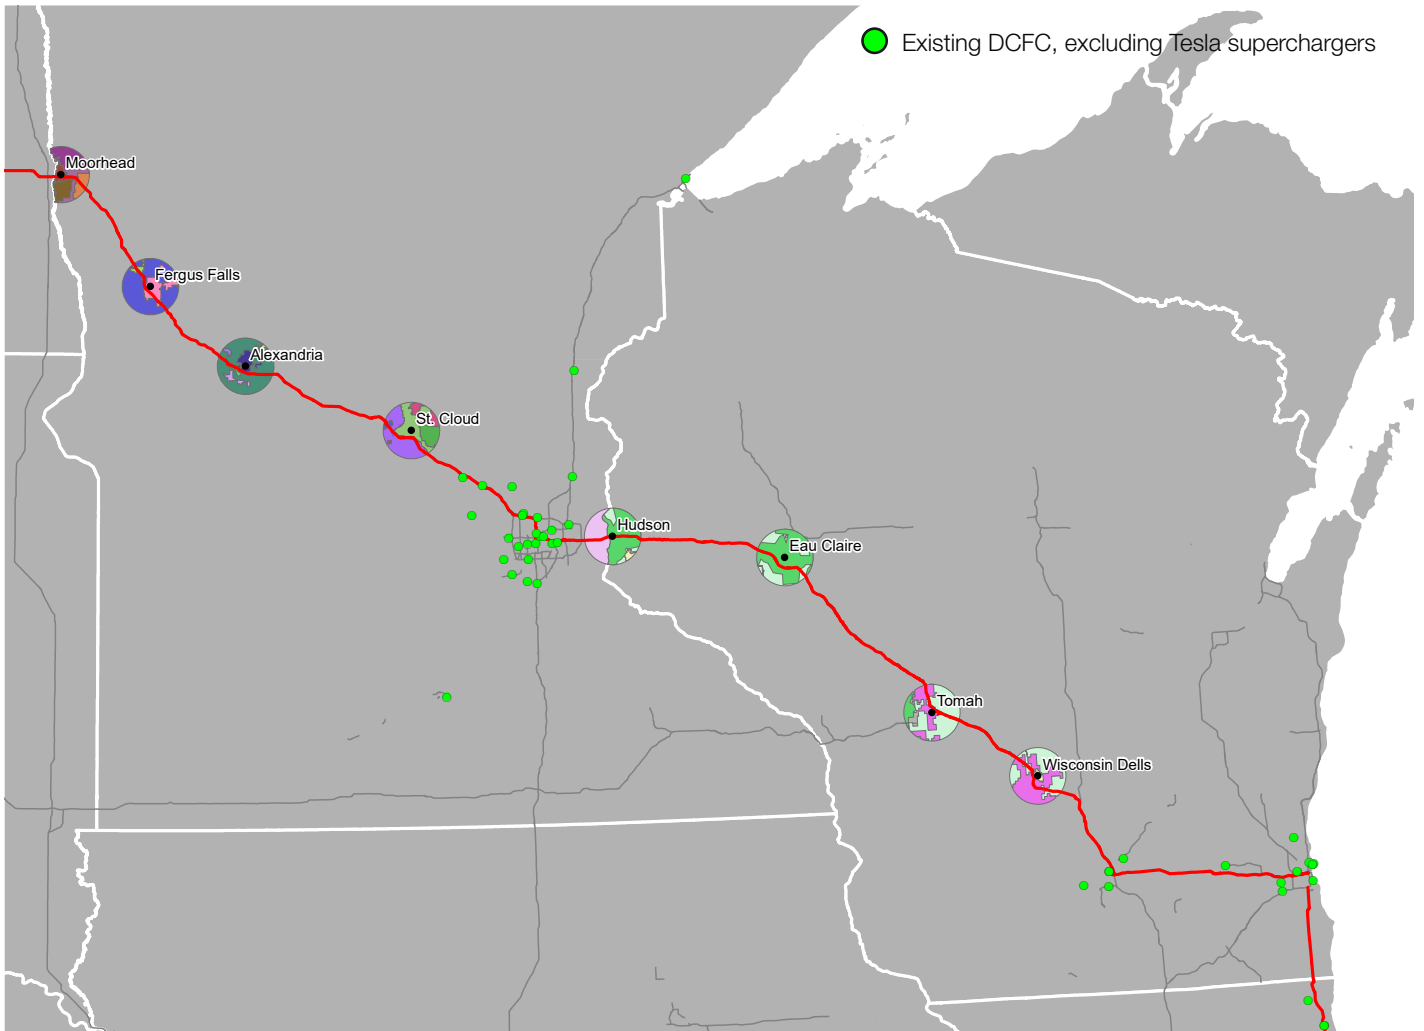 Existing DCFC, excluding Tesla superchargers
Moorhead
Fergus Falls
Alexandria
St. Cloud
Hudson
Eau Claire
Tomah
Wisconsin Dells